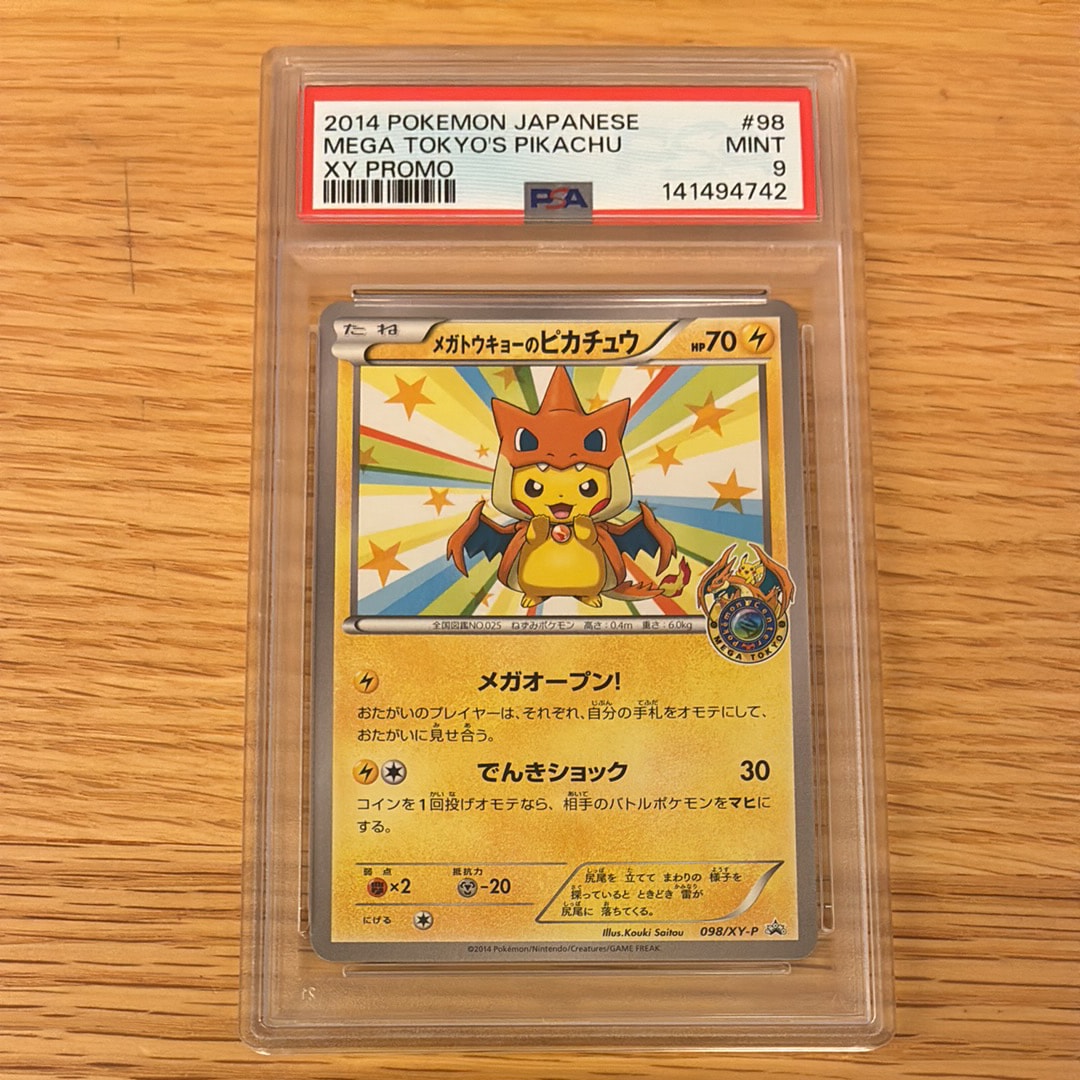 2014 POKEMON JAPANESE #98
MEGA TOKYO'S PIKACHU MINT
XY PROMO 9
PSA 141494742
たね メガトウキョーのピカチュウ HP70
全国図鑑NO.025 ねずみポケモン 高さ:0.4m 重さ:6.0kg
Pokémon Center
MEGA TOKYO
メガオープン!
おたがいのプレイヤーは、それぞれ、自分の手札をオモテにして、
おたがいに見せ合う。
でんきショック 30
コインを1回投げオモテなら、相手のバトルポケモンをマヒに
する。
弱点 抵抗力
×2 -20
にげる
尻尾を 立てて まわりの 様子を
探っていると ときどき 雷が
尻尾に 落ちてくる。
Illus.Kouki Saitou 098/XY-P
©2014 Pokémon/Nintendo/Creatures/GAME FREAK.